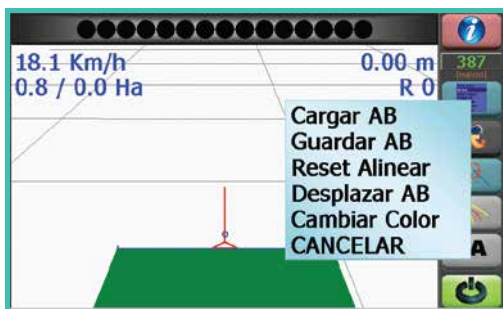 18.1 Km/h
0.00 m
387
0.8 / 0.0 Ha
R 0
Cargar AB
Guardar AB
Reset Alinear
Desplazar AB
Cambiar Color
CANCELAR
A